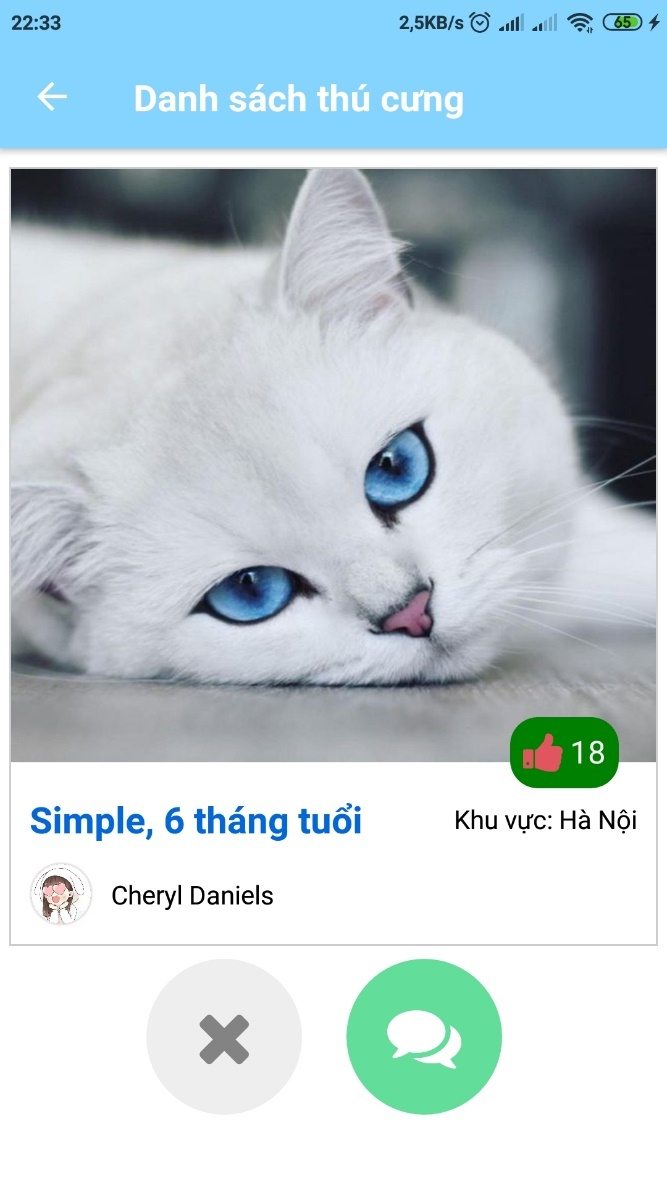 22:33
2,5KB/s
65
Danh sách thú cưng
18
Simple, 6 tháng tuổi
Khu vực: Hà Nội
Cheryl Daniels